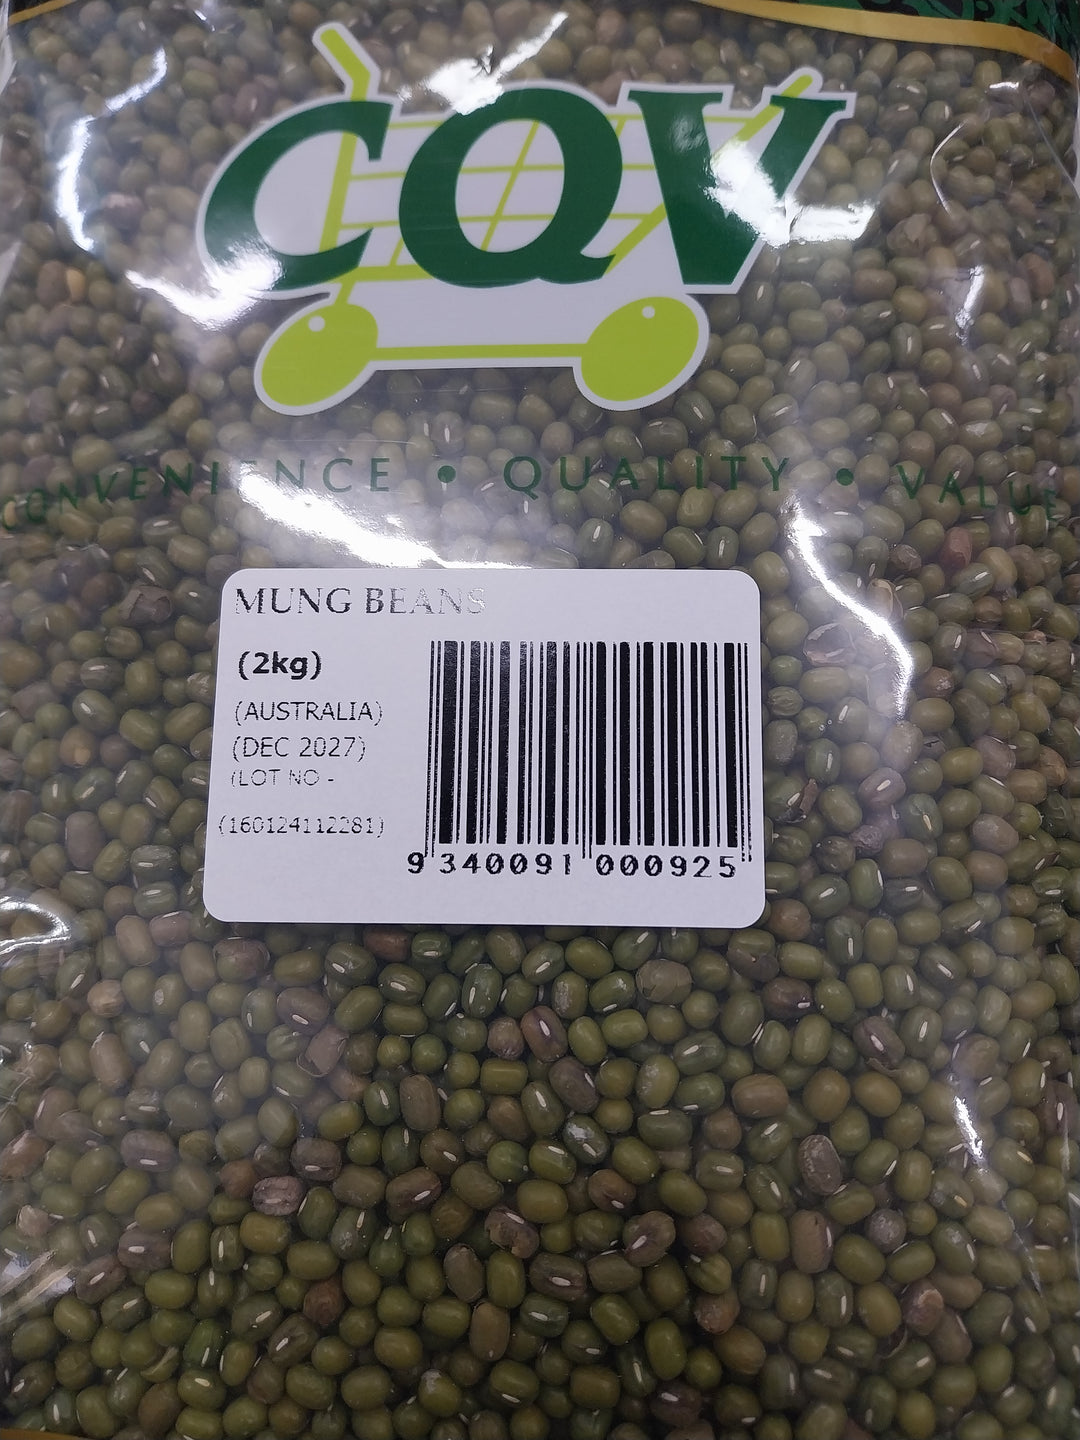 CQV
CONVENIENCE • QUALITY • VALUE
MUNG BEANS
(2kg)
(AUSTRALIA)
(DEC 2027)
(LOT NO -
(160124112281)
9 340091 000925